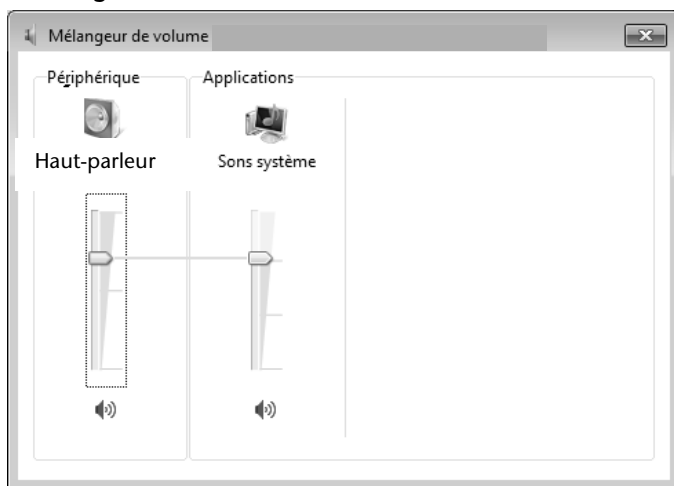 Mélangeur de volume
Périphérique
Applications
Haut-parleur
Sons système